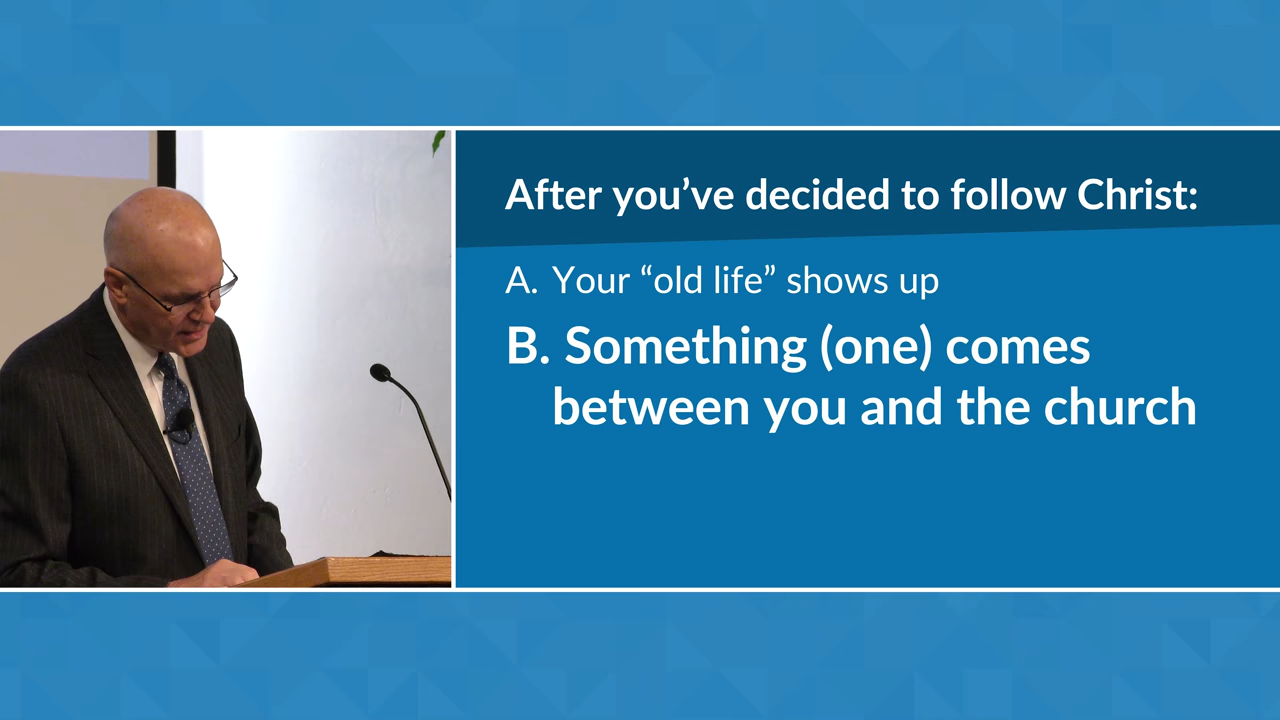 After you’ve decided to follow Christ:
A. Your “old life” shows up
B. Something (one) comes
between you and the church